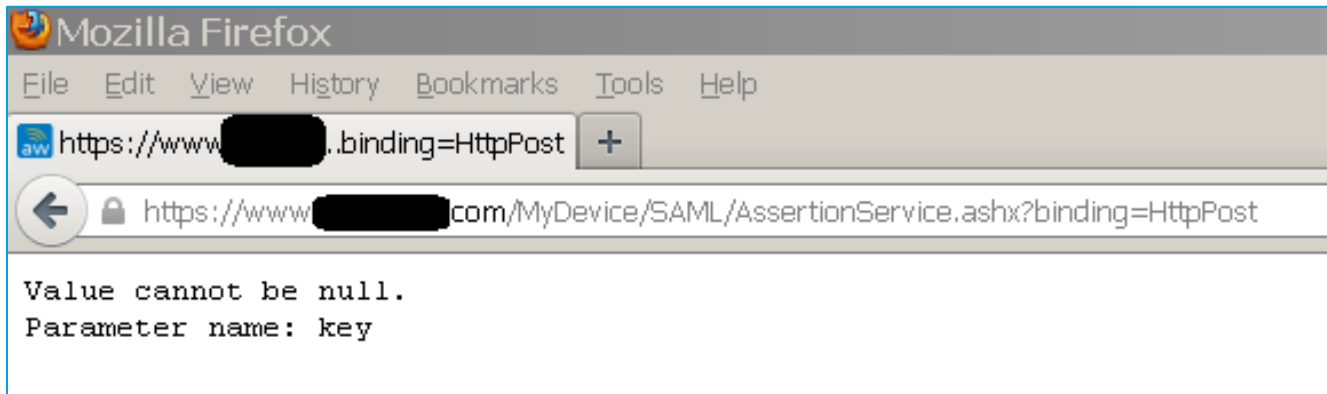 Mozilla Firefox
File Edit View History Bookmarks Tools Help
aw https://www ..binding=HttpPost +
https://www com/MyDevice/SAML/AssertionService.ashx?binding=HttpPost
Value cannot be null.
Parameter name: key